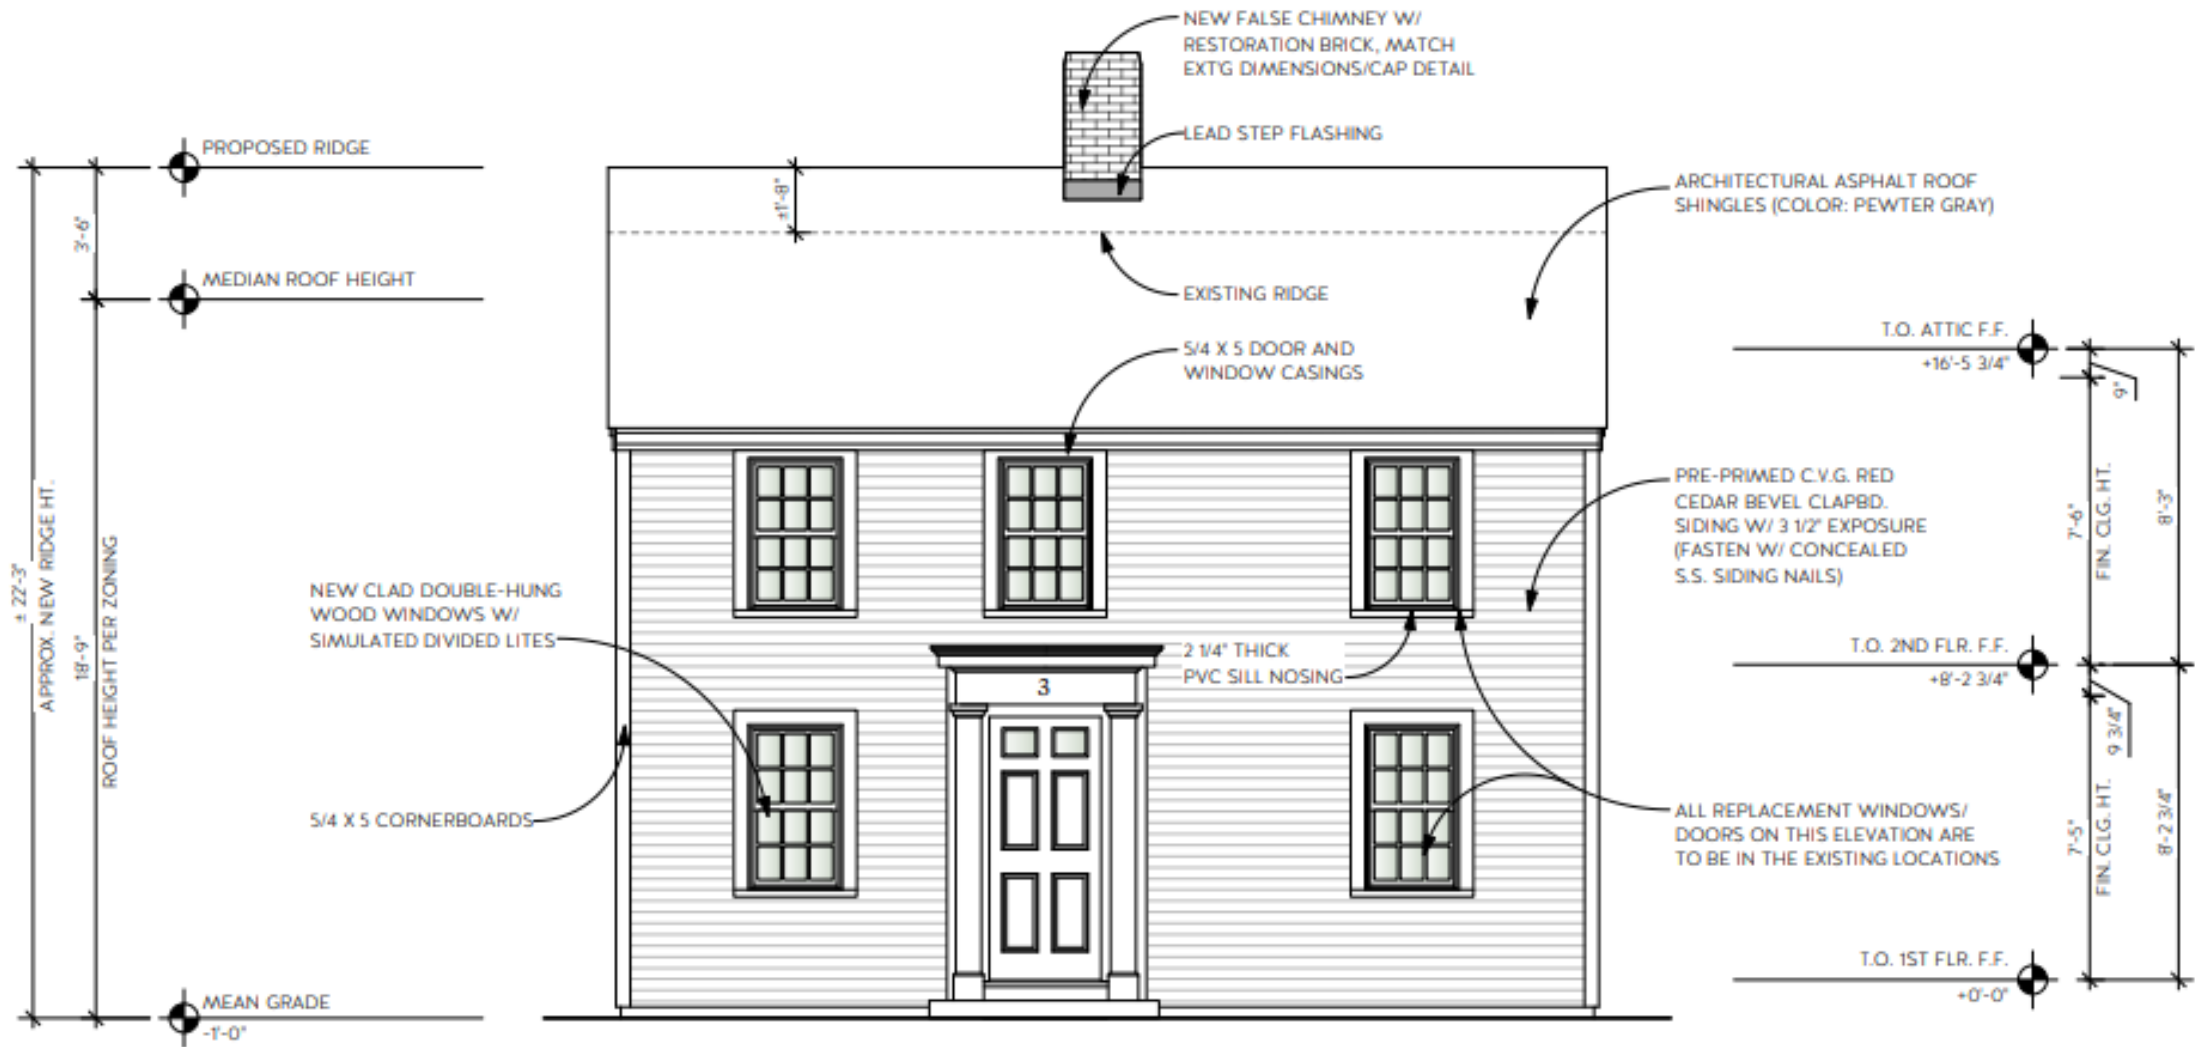 NEW FALSE CHIMNEY W/
RESTORATION BRICK, MATCH
EXT'G DIMENSIONS/CAP DETAIL
LEAD STEP FLASHING
PROPOSED RIDGE
ARCHITECTURAL ASPHALT ROOF
SHINGLES (COLOR: PEWTER GRAY)
±1'-8"
3'-6"
MEDIAN ROOF HEIGHT
EXISTING RIDGE
T.O. ATTIC F.F.
+16'-5 3/4"
5/4 X 5 DOOR AND
WINDOW CASINGS
9"
PRE-PRIMED C.V.G. RED
CEDAR BEVEL CLAPBD.
SIDING W/ 3 1/2" EXPOSURE
(FASTEN W/ CONCEALED
S.S. SIDING NAILS)
7'-6"
FIN. CLG. HT.
8'-3"
± 22'-3"
APPROX. NEW RIDGE HT.
18'-9"
ROOF HEIGHT PER ZONING
NEW CLAD DOUBLE-HUNG
WOOD WINDOWS W/
SIMULATED DIVIDED LITES
2 1/4" THICK
PVC SILL NOSING
T.O. 2ND FLR. F.F.
+8'-2 3/4"
3
9 3/4"
5/4 X 5 CORNERBOARDS
ALL REPLACEMENT WINDOWS/
DOORS ON THIS ELEVATION ARE
TO BE IN THE EXISTING LOCATIONS
7'-5"
FIN. CLG. HT.
8'-2 3/4"
T.O. 1ST FLR. F.F.
+0'-0"
MEAN GRADE
-1'-0"